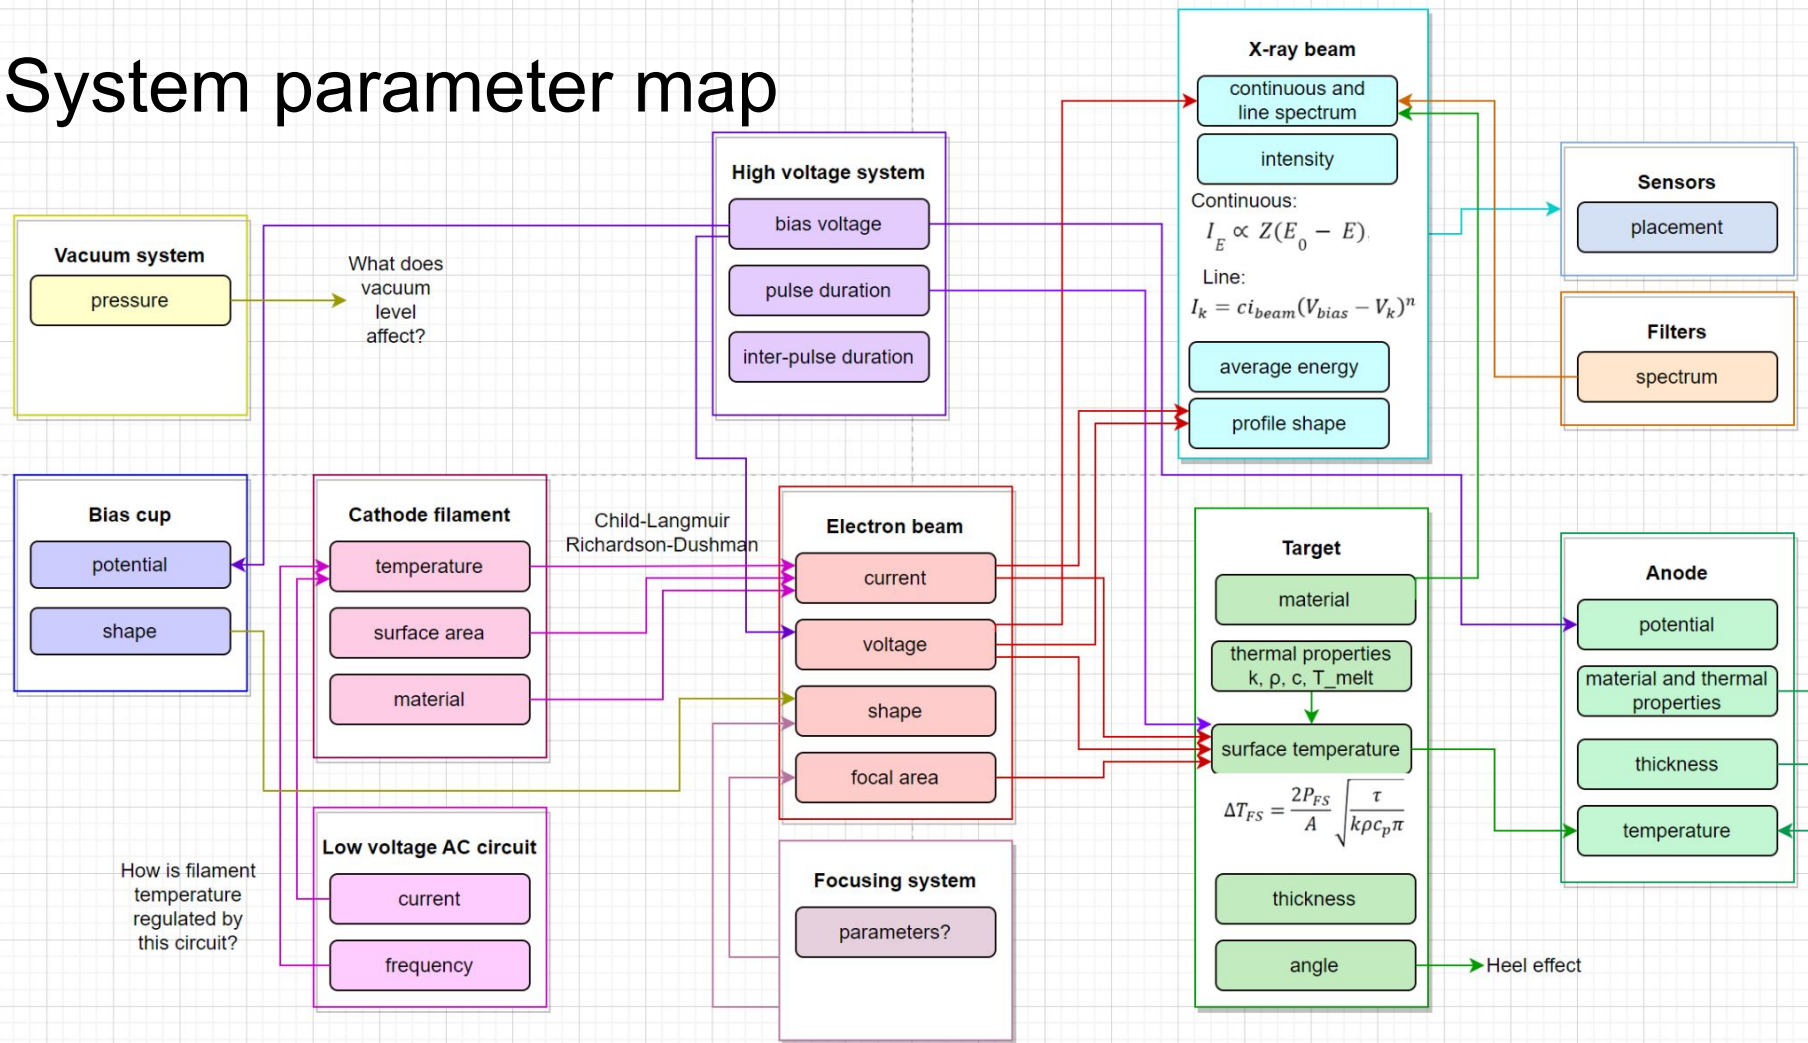 System parameter map
X-ray beam
continuous and
line spectrum
intensity
Continuous:
I_E ∝ Z(E_0 − E).
Line:
I_k = ci_beam(V_bias − V_k)^n
average energy
profile shape
High voltage system
bias voltage
pulse duration
inter-pulse duration
Sensors
placement
Filters
spectrum
Vacuum system
pressure
What does
vacuum
level
affect?
Bias cup
potential
shape
Cathode filament
temperature
surface area
material
Child-Langmuir
Richardson-Dushman
Electron beam
current
voltage
shape
focal area
Target
material
thermal properties
k, ρ, c, T_melt
surface temperature
ΔT_FS = 2P_FS/A √(τ/(kρc_pπ))
thickness
angle
Heel effect
Anode
potential
material and thermal
properties
thickness
temperature
Low voltage AC circuit
current
frequency
How is filament
temperature
regulated by
this circuit?
Focusing system
parameters?